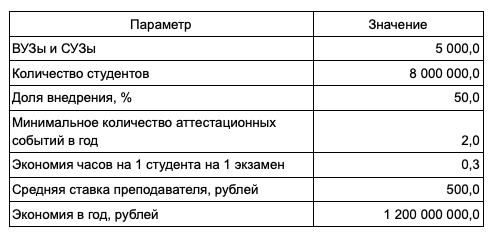 Параметр Значение
ВУЗы и СУЗы 5 000,0
Количество студентов 8 000 000,0
Доля внедрения, % 50,0
Минимальное количество аттестационных
событий в год 2,0
Экономия часов на 1 студента на 1 экзамен 0,3
Средняя ставка преподавателя, рублей 500,0
Экономия в год, рублей 1 200 000 000,0